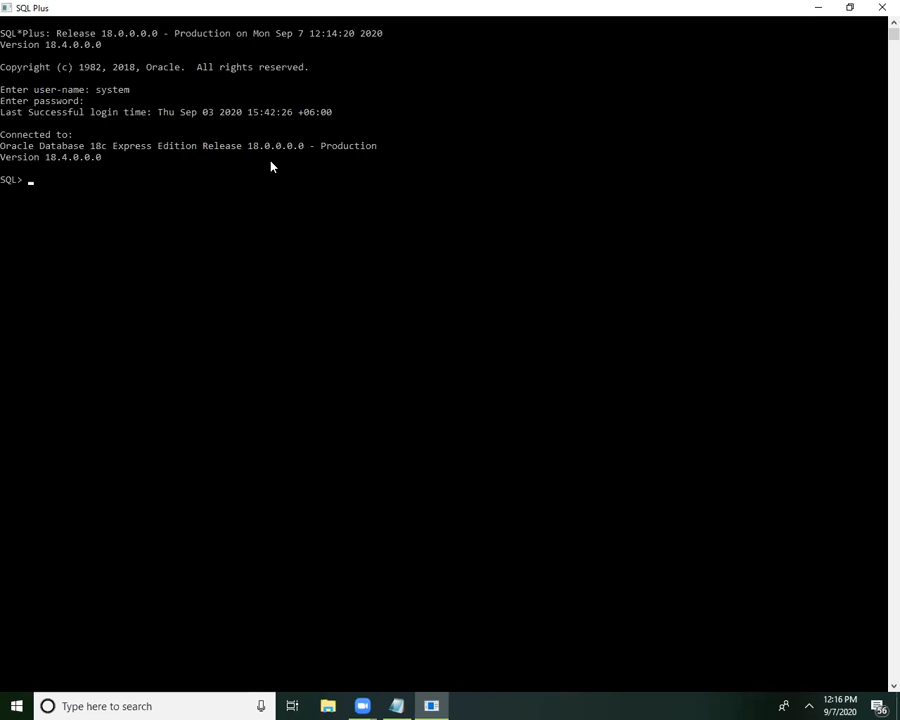 SQL Plus
SQL*Plus: Release 18.0.0.0.0 - Production on Mon Sep 7 12:14:20 2020
Version 18.4.0.0.0
Copyright (c) 1982, 2018, Oracle.  All rights reserved.
Enter user-name: system
Enter password:
Last Successful login time: Thu Sep 03 2020 15:42:26 +06:00
Connected to:
Oracle Database 18c Express Edition Release 18.0.0.0.0 - Production
Version 18.4.0.0.0
SQL>
Type here to search
12:16 PM
9/7/2020
56